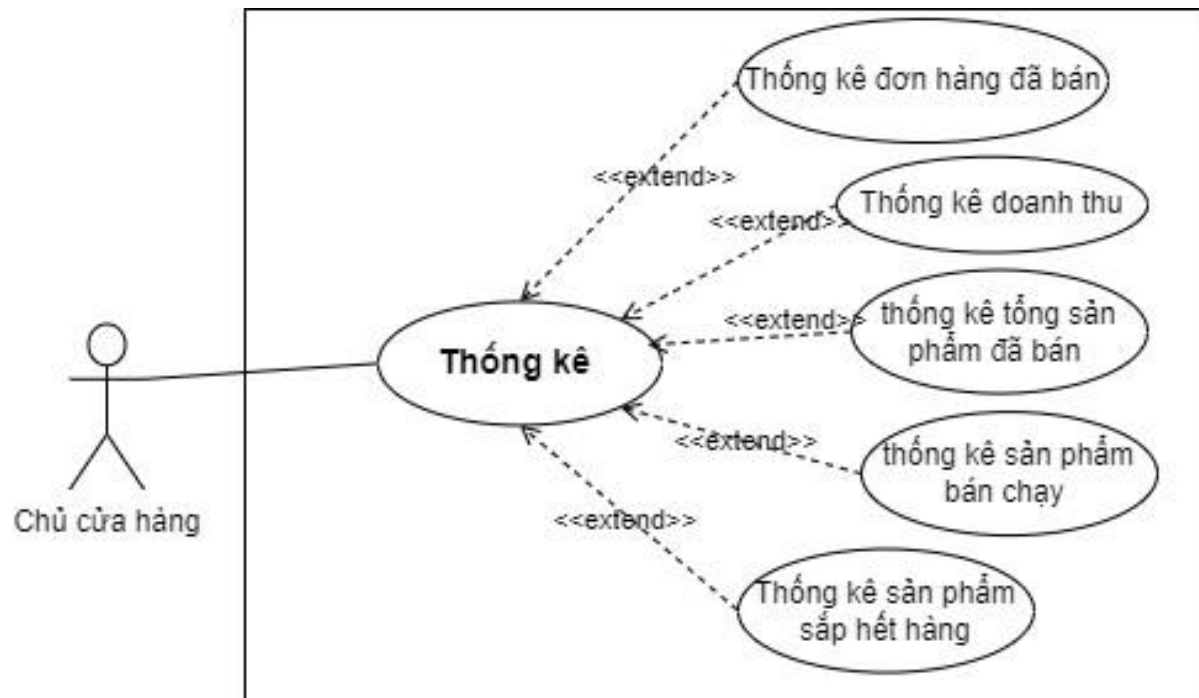 Thống kê đơn hàng đã bán
<<extend>>
Thống kê doanh thu
<<extend>>
thống kê tổng sản
phẩm đã bán
<<extend>>
Thống kê
thống kê sản phẩm
bán chạy
<<extend>>
Chủ cửa hàng
<<extend>>
Thống kê sản phẩm
sắp hết hàng